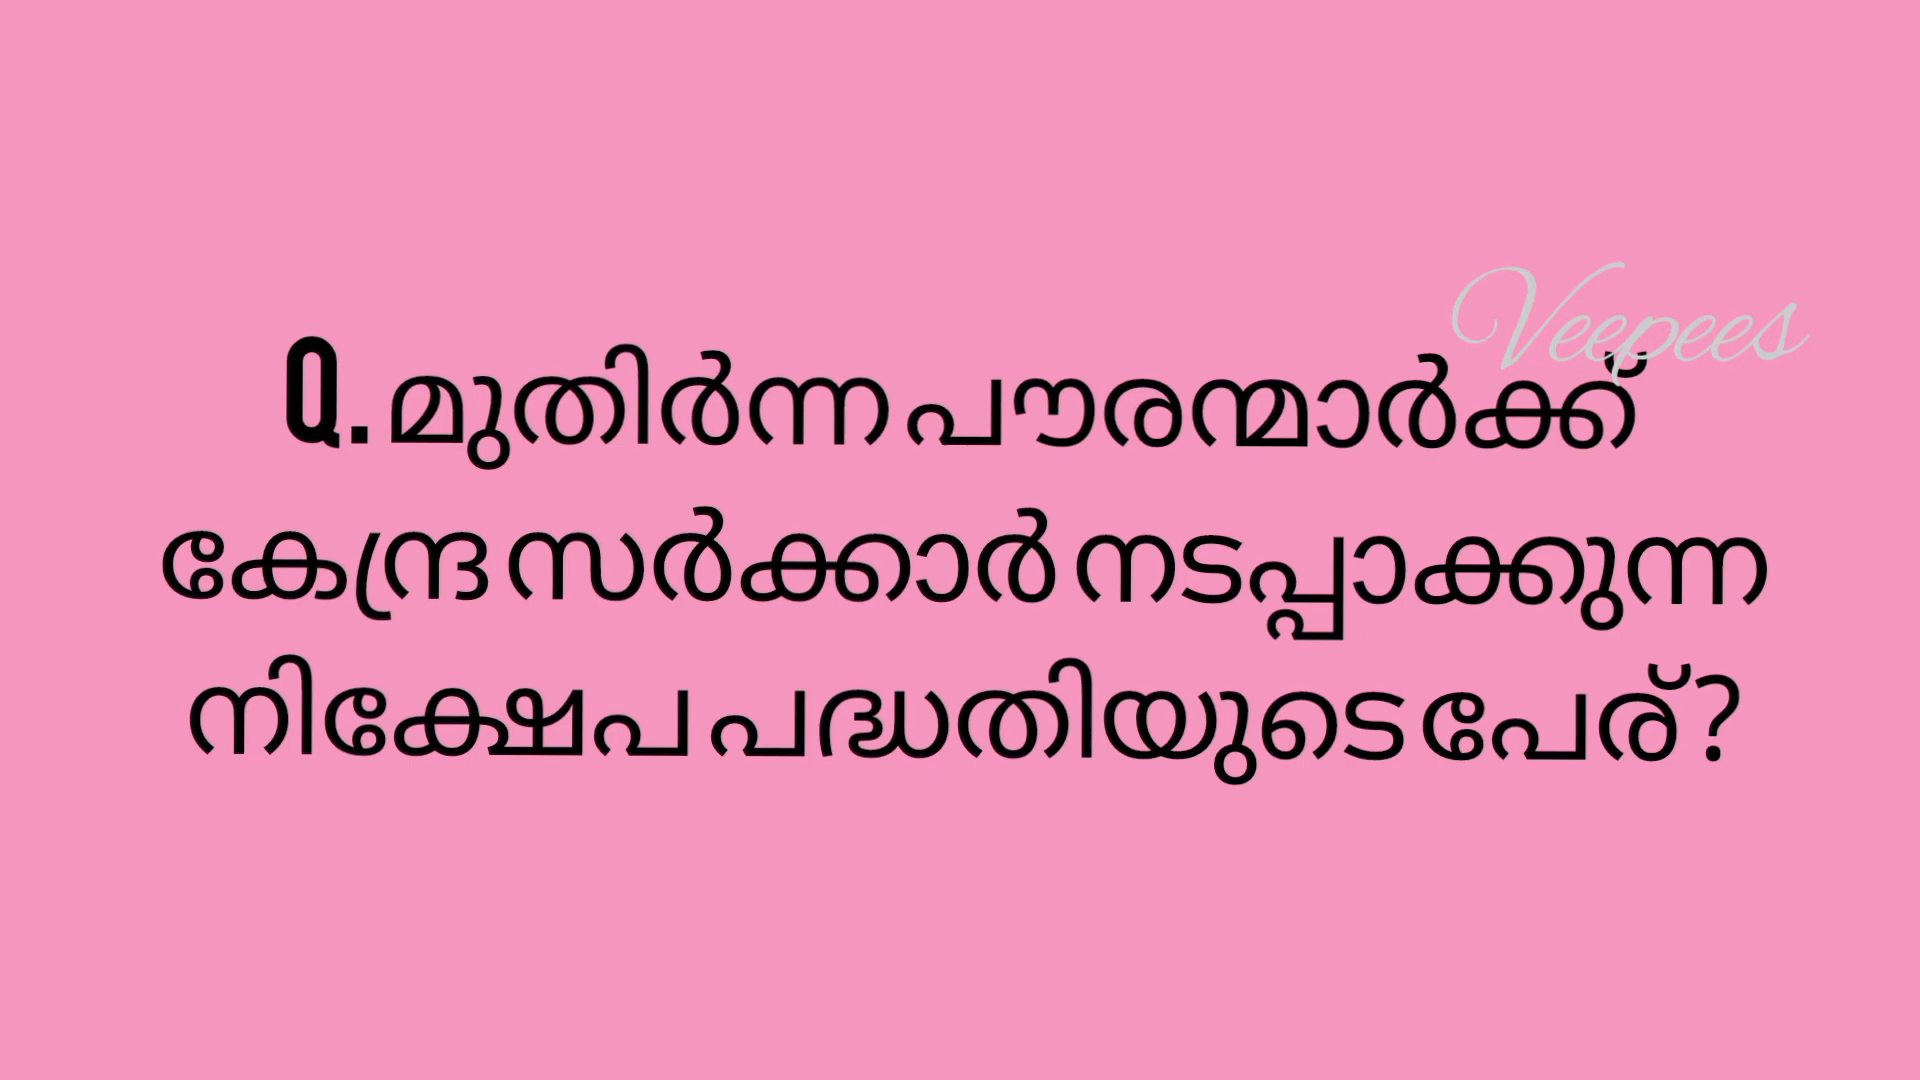 Veepees
Q. മുതിർന്ന പൗരന്മാർക്ക്
കേന്ദ്ര സർക്കാർ നടപ്പാക്കുന്ന
നിക്ഷേപ പദ്ധതിയുടെ പേര്?